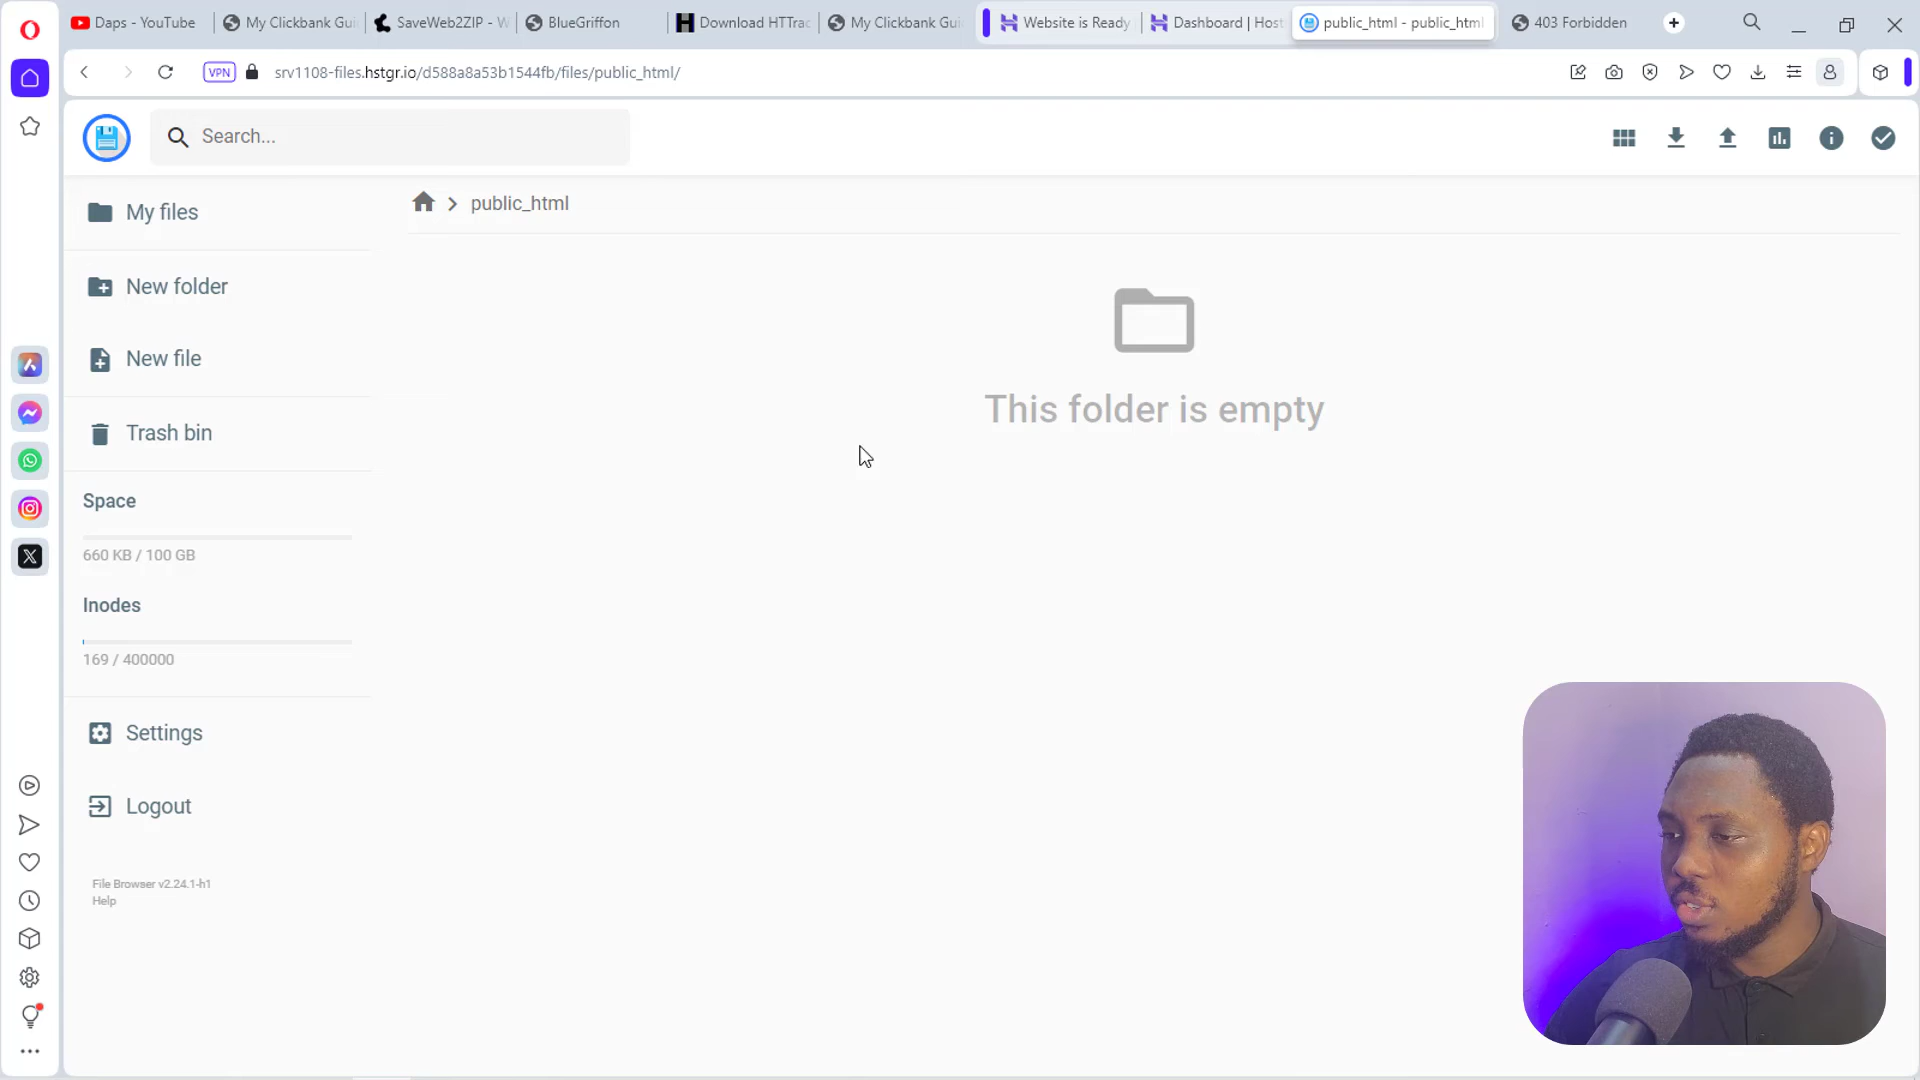 Daps - YouTube
My Clickbank Gui
SaveWeb2ZIP - W
BlueGriffon
Download HTTrac
My Clickbank Gui
Website is Ready
Dashboard | Host
public_html - public_html
403 Forbidden
VPN
srv1108-files.hstgr.io/d588a8a53b1544fb/files/public_html/
Search...
My files
public_html
New folder
New file
This folder is empty
Trash bin
Space
660 KB / 100 GB
Inodes
169 / 400000
Settings
Logout
File Browser v2.24.1-h1
Help